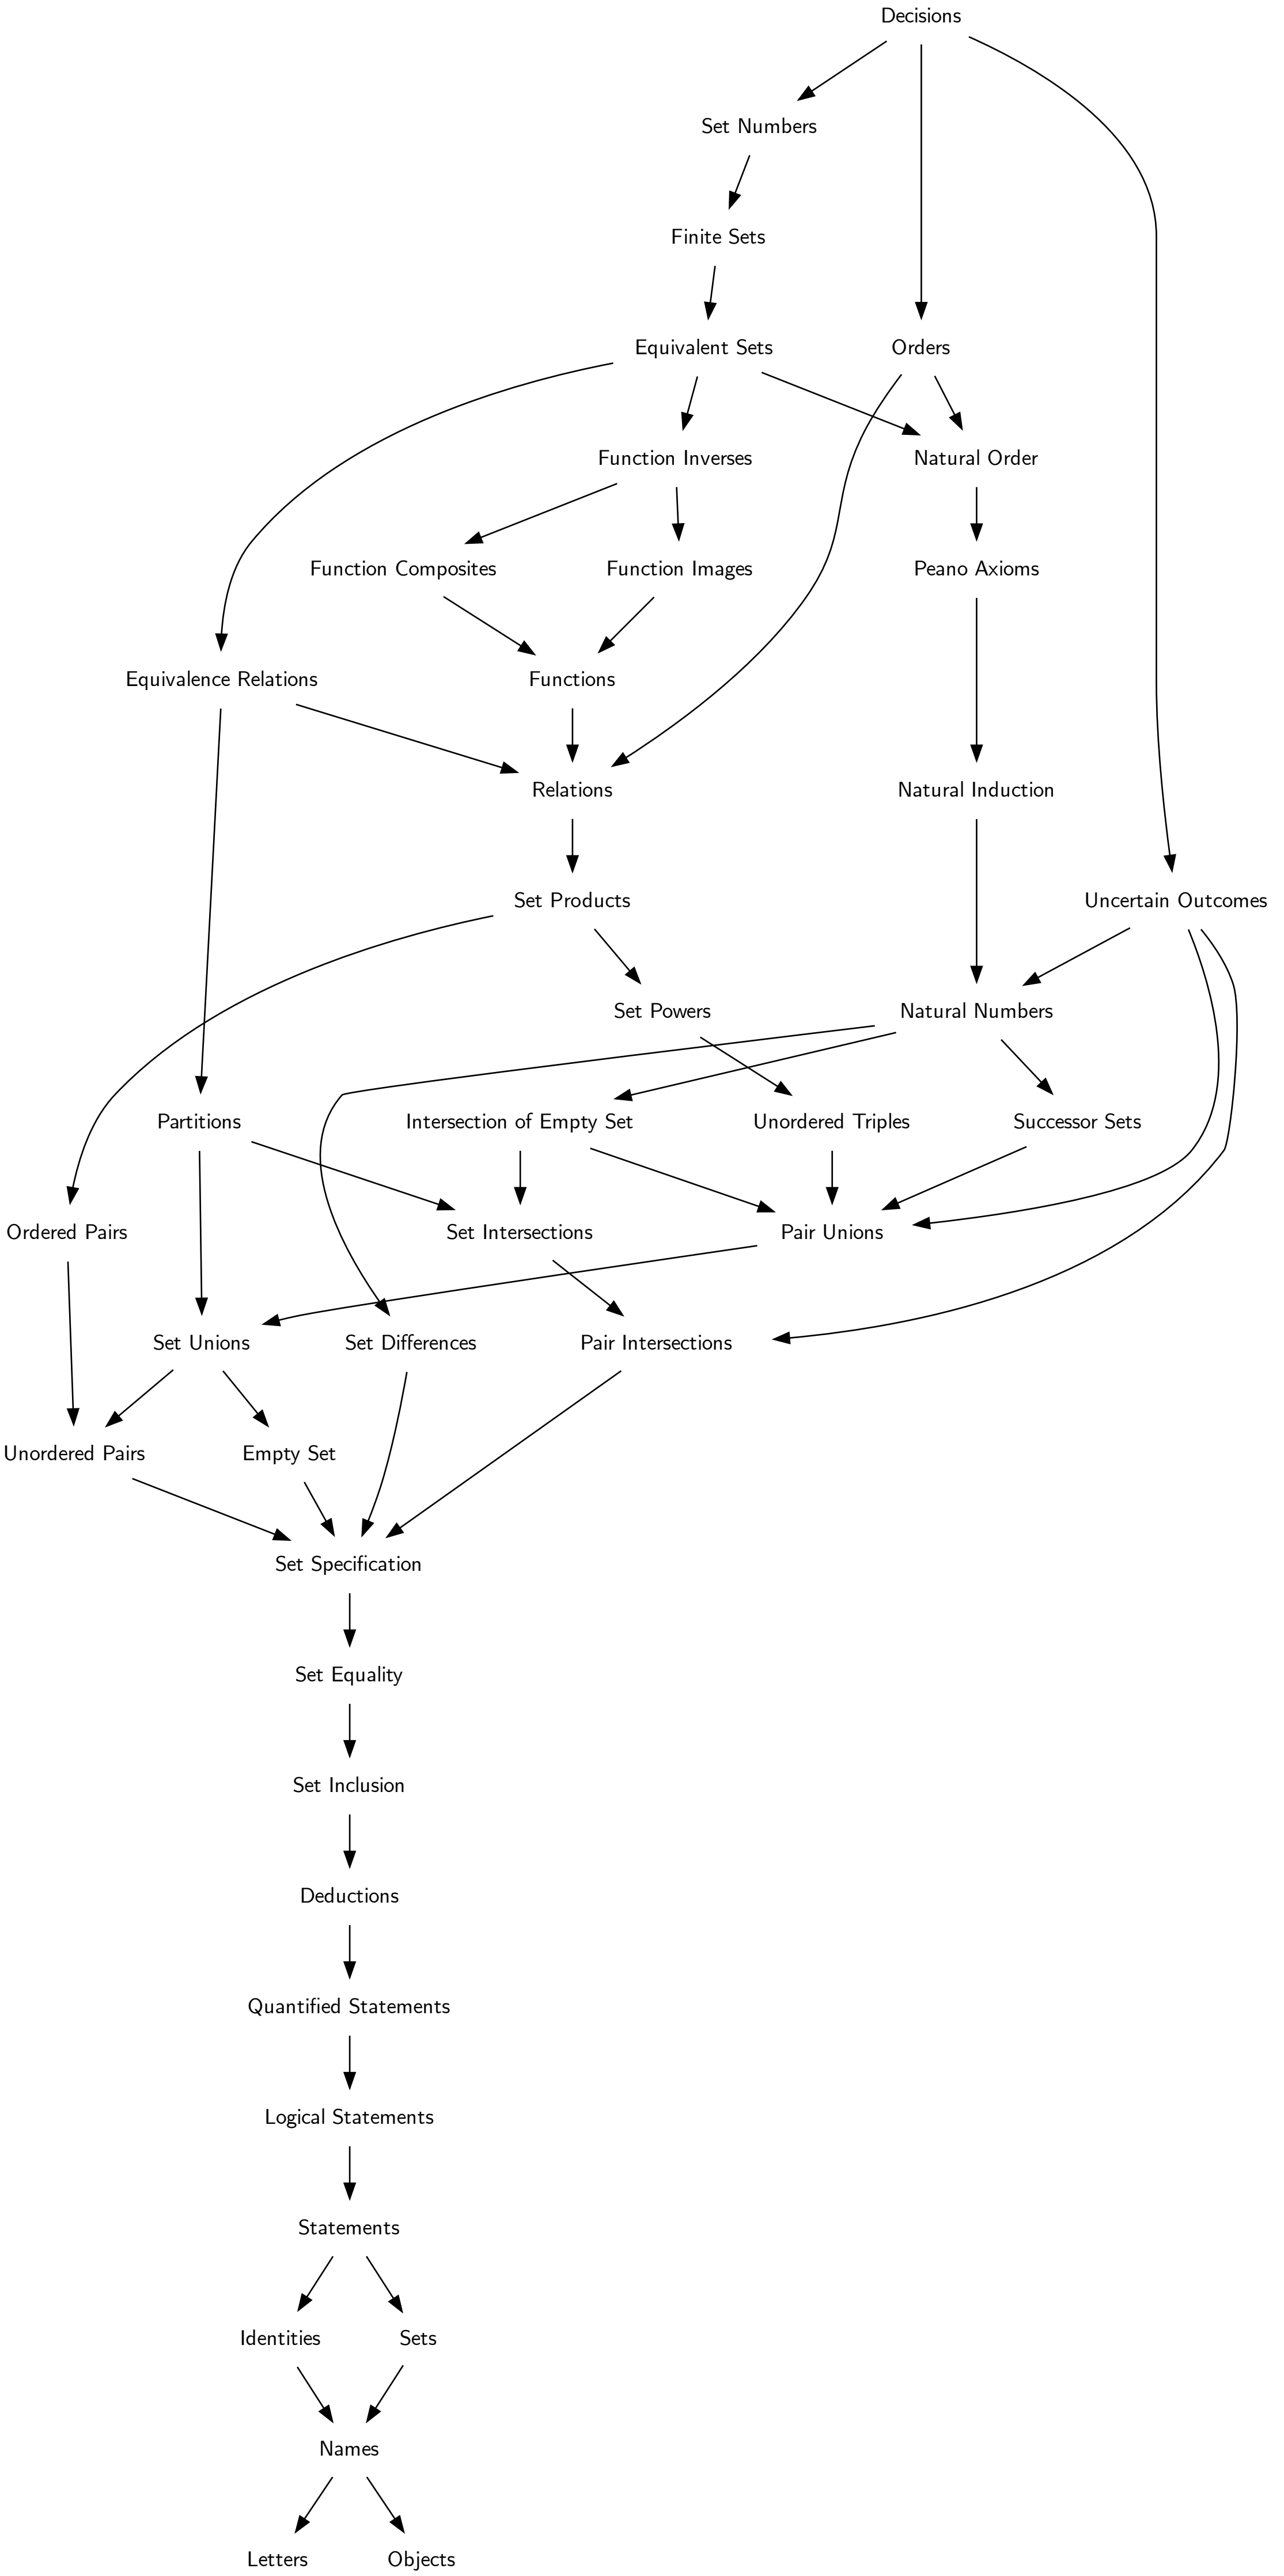 Decisions
Set Numbers
Finite Sets
Equivalent Sets
Orders
Function Inverses
Natural Order
Function Composites
Function Images
Peano Axioms
Equivalence Relations
Functions
Relations
Natural Induction
Set Products
Uncertain Outcomes
Set Powers
Natural Numbers
Partitions
Intersection of Empty Set
Unordered Triples
Successor Sets
Ordered Pairs
Set Intersections
Pair Unions
Set Unions
Set Differences
Pair Intersections
Unordered Pairs
Empty Set
Set Specification
Set Equality
Set Inclusion
Deductions
Quantified Statements
Logical Statements
Statements
Identities
Sets
Names
Letters
Objects